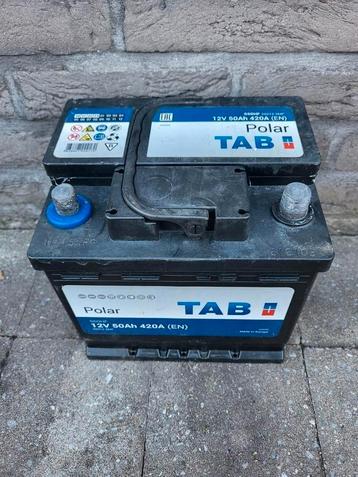 12V 50Ah 420A (EN)
Polar
TAB
Polar
TAB
12V 50Ah 420A (EN)
Made in Europe